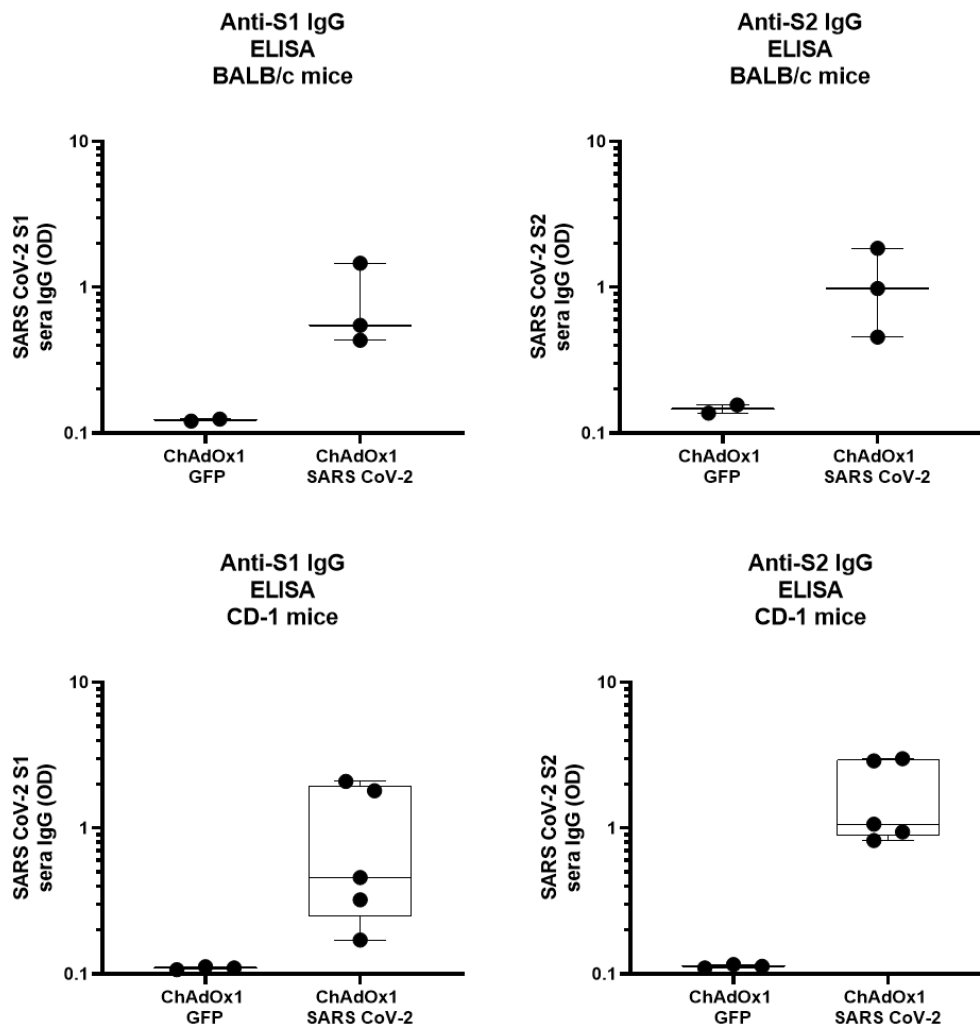 Anti-S1 IgG
ELISA
BALB/c mice
SARS CoV-2 S1
sera IgG (OD)
10
1
0.1
ChAdOx1
GFP
ChAdOx1
SARS CoV-2
Anti-S2 IgG
ELISA
BALB/c mice
SARS CoV-2 S2
sera IgG (OD)
10
1
0.1
ChAdOx1
GFP
ChAdOx1
SARS CoV-2
Anti-S1 IgG
ELISA
CD-1 mice
SARS CoV-2 S1
sera IgG (OD)
10
1
0.1
ChAdOx1
GFP
ChAdOx1
SARS CoV-2
Anti-S2 IgG
ELISA
CD-1 mice
SARS CoV-2 S2
sera IgG (OD)
10
1
0.1
ChAdOx1
GFP
ChAdOx1
SARS CoV-2